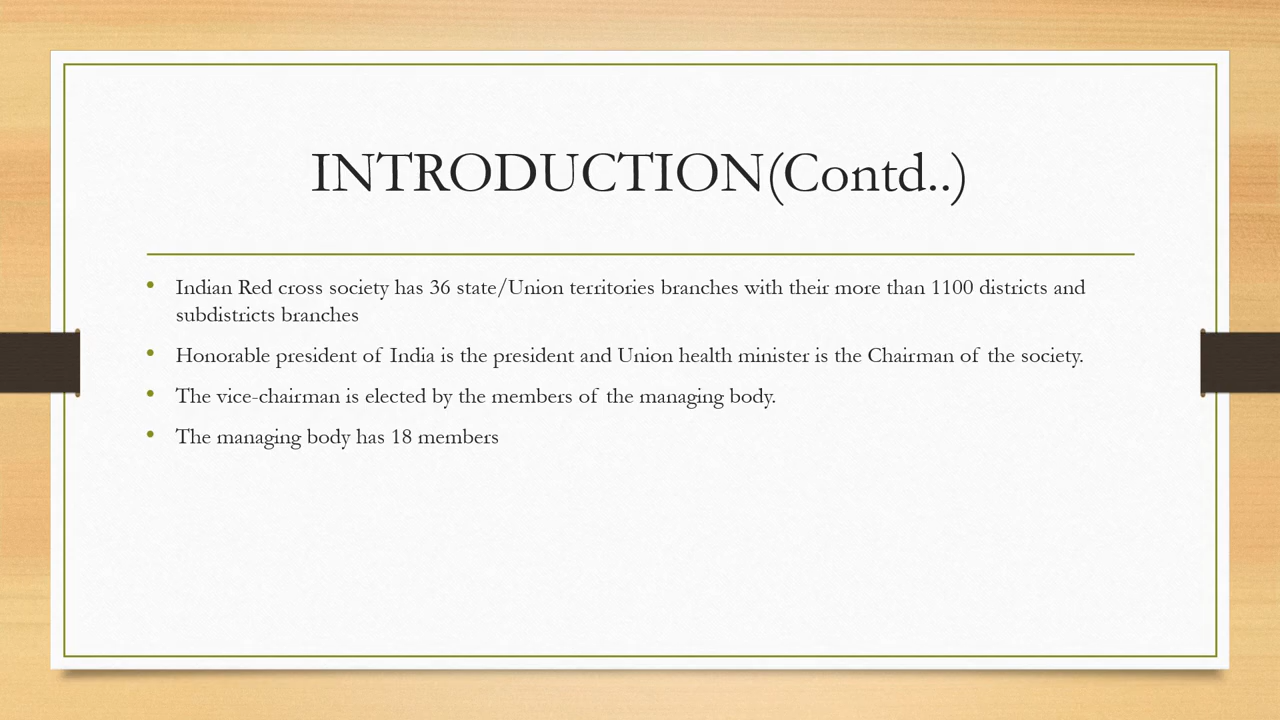 INTRODUCTION(Contd..)
• Indian Red cross society has 36 state/Union territories branches with their more than 1100 districts and
subdistricts branches
• Honorable president of India is the president and Union health minister is the Chairman of the society.
• The vice-chairman is elected by the members of the managing body.
• The managing body has 18 members